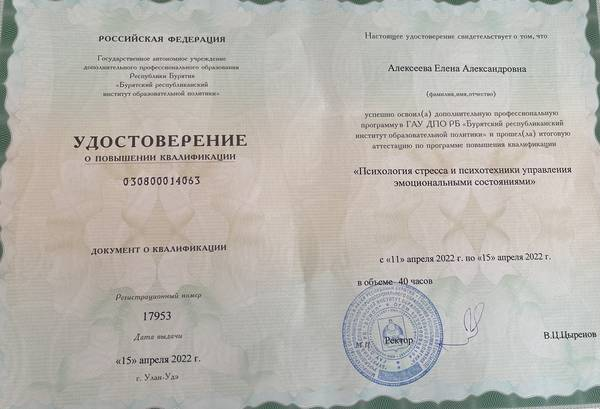 РОССИЙСКАЯ ФЕДЕРАЦИЯ
Государственное автономное учреждение
дополнительного профессионального образования
Республики Бурятия
«Бурятский республиканский
институт образовательной политики»
УДОСТОВЕРЕНИЕ
О ПОВЫШЕНИИ КВАЛИФИКАЦИИ
030800014063
ДОКУМЕНТ О КВАЛИФИКАЦИИ
Регистрационный номер
17953
Дата выдачи
«15» апреля 2022 г.
г. Улан-Удэ
Настоящее удостоверение свидетельствует о том, что
Алексеева Елена Александровна
(фамилия,имя,отчество)
успешно освоил(а) дополнительную профессиональную
программу в ГАУ ДПО РБ «Бурятский республиканский
институт образовательной политики» и прошел(ла) итоговую
аттестацию по программе повышения квалификации
«Психология стресса и психотехники управления
эмоциональными состояниями»
с «11» апреля 2022 г. по «15» апреля 2022 г.
в объеме 40 часов
М.П. Ректор
В.Ц.Цыренов